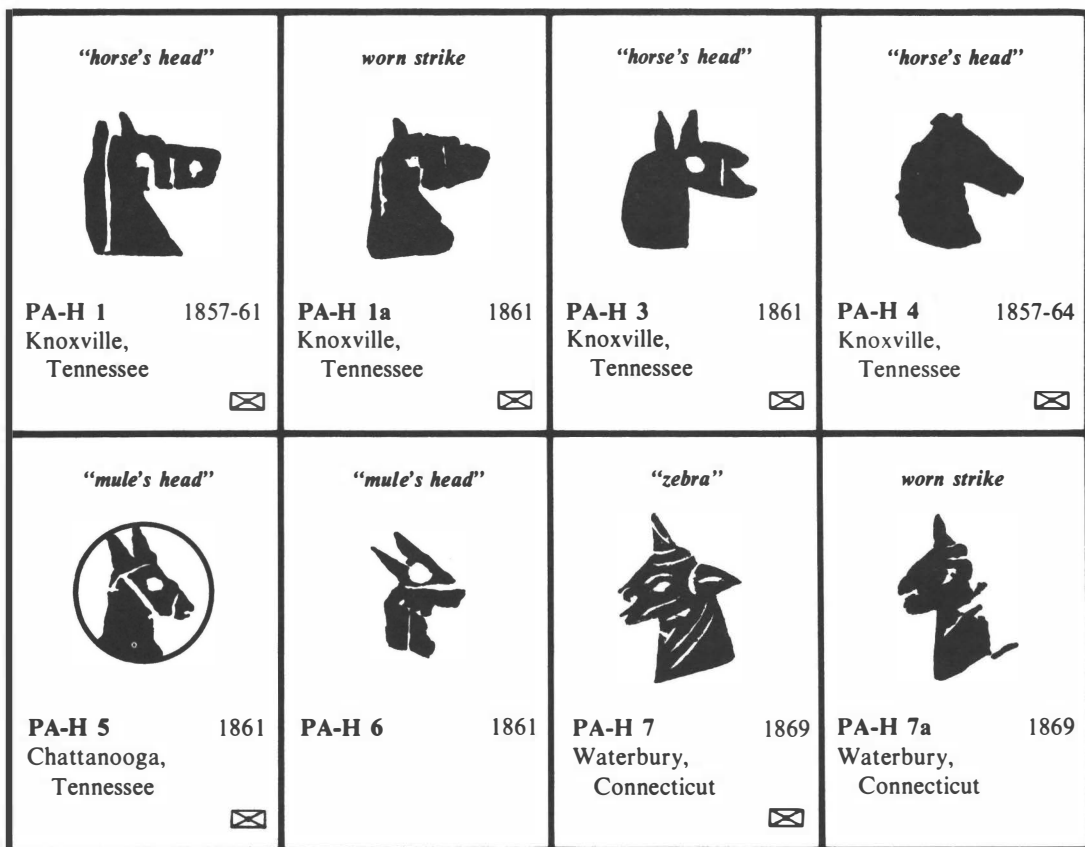 “horse's head”
PA-H 1 1857-61
Knoxville,
Tennessee
worn strike
PA-H 1a 1861
Knoxville,
Tennessee
“horse's head”
PA-H 3 1861
Knoxville,
Tennessee
“horse's head”
PA-H 4 1857-64
Knoxville,
Tennessee
“mule's head”
PA-H 5 1861
Chattanooga,
Tennessee
“mule's head”
PA-H 6 1861
“zebra”
PA-H 7 1869
Waterbury,
Connecticut
worn strike
PA-H 7a 1869
Waterbury,
Connecticut